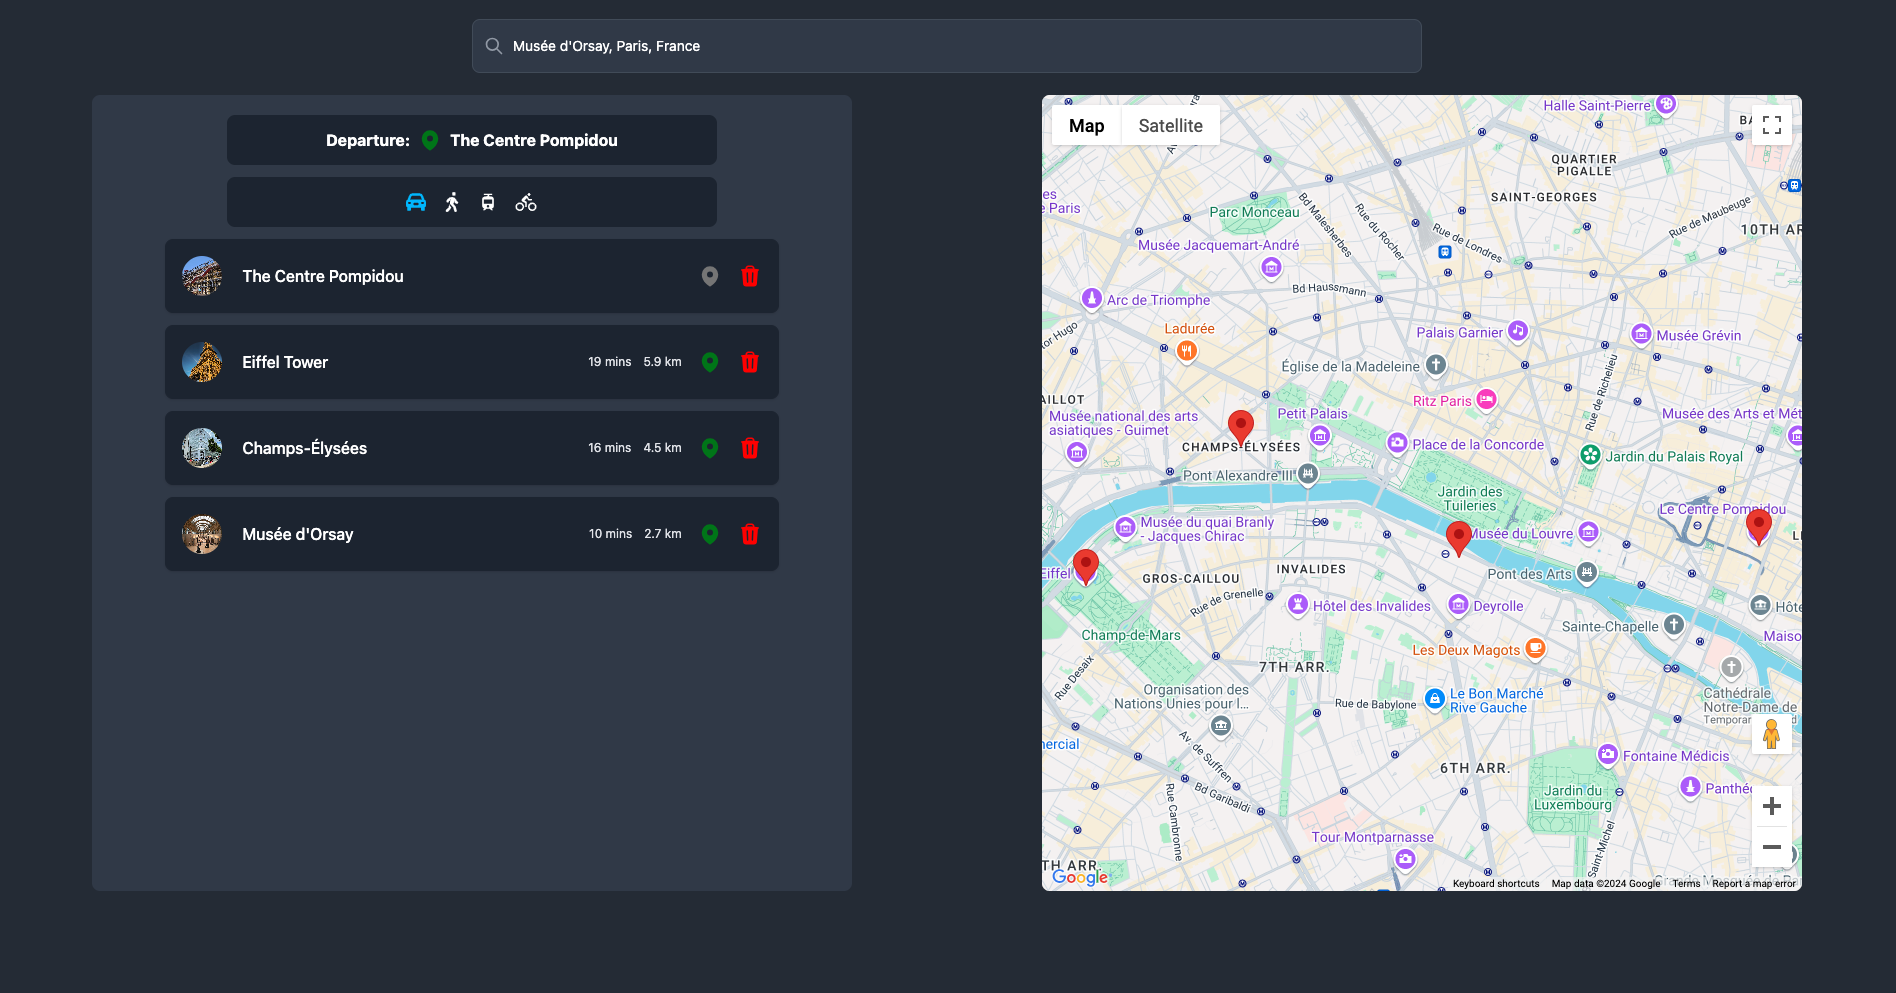 Musée d'Orsay, Paris, France
Departure: The Centre Pompidou
The Centre Pompidou
Eiffel Tower 19 mins 5.9 km
Champs-Élysées 16 mins 4.5 km
Musée d'Orsay 10 mins 2.7 km
Map Satellite
Halle Saint-Pierre
QUARTIER
PIGALLE
SAINT-GEORGES
es
Paris
Parc Monceau
Bd Malesherbes
Rue du Rocher
Rue de Londres
Rue de Maubeuge
10TH AR
Musée Jacquemart-André
Bd Haussmann
Arc de Triomphe
or Hugo
Ladurée
Palais Garnier
Musée Grévin
Église de la Madeleine
Rue de Richelieu
AILLOT
Ritz Paris
Musée national des arts
asiatiques - Guimet
Petit Palais
Musée des Arts et Mét
CHAMPS-ÉLYSÉES
Place de la Concorde
Jardin du Palais Royal
Pont Alexandre III
Jardin des
Tuileries
Le Centre Pompidou
Musée du quai Branly
- Jacques Chirac
Musée du Louvre
Eiffel
GROS-CAILLOU
INVALIDES
Pont des Arts
Rue de Grenelle
Hôtel des Invalides
Deyrolle
Hôte
Champ-de-Mars
Sainte-Chapelle
Maiso
Les Deux Magots
7TH ARR.
Rue Desaix
Organisation des
Nations Unies pour l...
Rue de Babylone
Le Bon Marché
Rive Gauche
Cathédrale
Notre-Dame de
mercial
Av. de Suffren
Fontaine Médicis
6TH ARR.
Bd Garibaldi
Rue Cambronne
Jardin du
Luxembourg
Panthé
Tour Montparnasse
Saint-Michel
TH ARR.
Google
Keyboard shortcuts Map data ©2024 Google Terms Report a map error